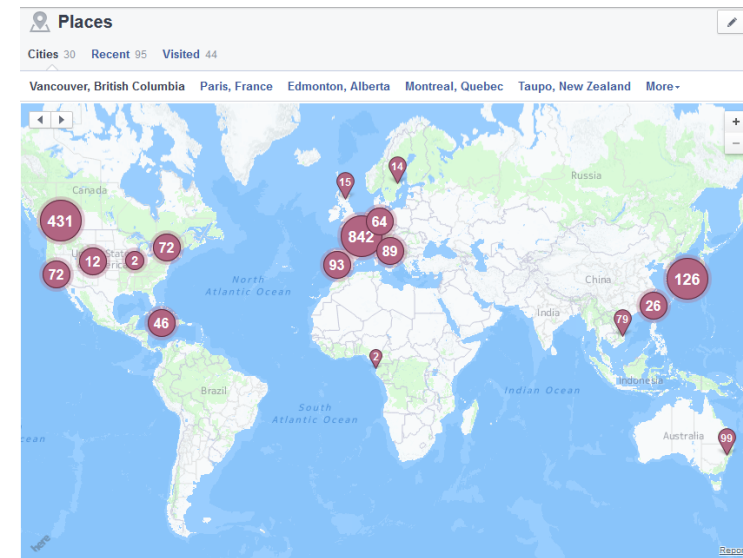 Places
Cities 30 Recent 95 Visited 44
Vancouver, British Columbia Paris, France Edmonton, Alberta Montreal, Quebec Taupo, New Zealand More
+
−
14
15
Russia
Canada
431
64
842
72
89
12
2
93
72
China
126
North
Atlantic Ocean
26
India
79
46
2
Indonesia
Brazil
Indian Ocean
South
Atlantic Ocean
Australia
99
here